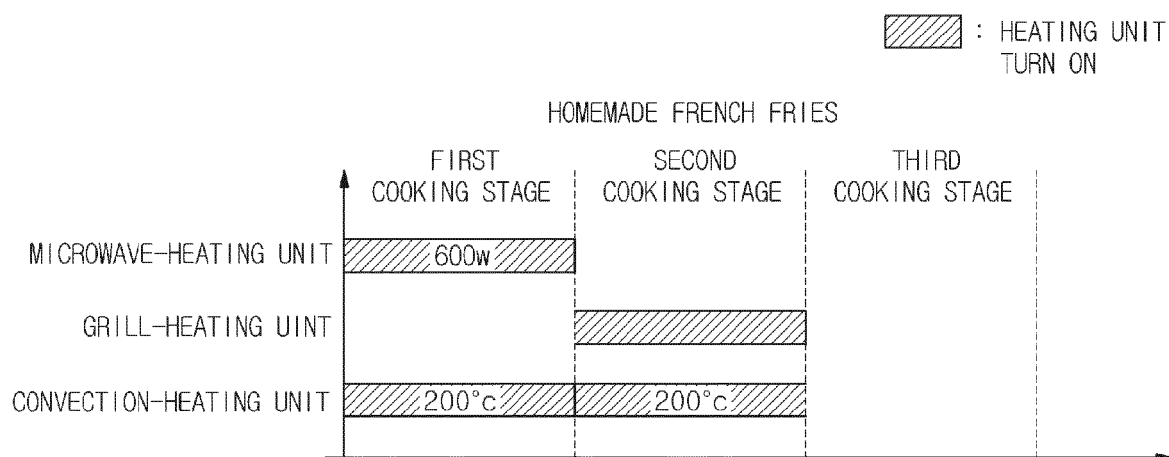 : HEATING UNIT
TURN ON
HOMEMADE FRENCH FRIES
FIRST
COOKING STAGE
SECOND
COOKING STAGE
THIRD
COOKING STAGE
MICROWAVE-HEATING UNIT
600w
GRILL-HEATING UINT
CONVECTION-HEATING UNIT
200°c
200°c